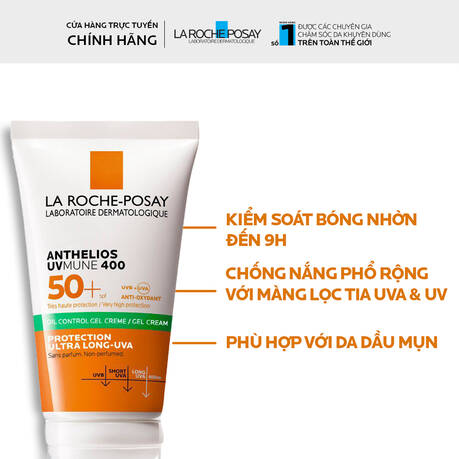 CỬA HÀNG TRỰC TUYẾN
CHÍNH HÃNG
LA ROCHE-POSAY
LABORATOIRE DERMATOLOGIQUE
SỐ 1
ĐƯỢC CÁC CHUYÊN GIA
CHĂM SÓC DA KHUYÊN DÙNG
TRÊN TOÀN THẾ GIỚI
LA ROCHE-POSAY
LABORATOIRE DERMATOLOGIQUE
ANTHELIOS
UVMUNE 400
50+ spf
UVB + UVA
ANTI-OXYDANT
Très haute protection / Very high protection
OIL CONTROL GEL CREME / GEL CREAM
PROTECTION
ULTRA LONG-UVA
Sans parfum. Non-perfumed.
UVB
SHORT UVA
LONG UVA
KIỂM SOÁT BÓNG NHỜN
ĐẾN 9H
CHỐNG NẮNG PHỔ RỘNG
VỚI MÀNG LỌC TIA UVA & UV
PHÙ HỢP VỚI DA DẦU MỤN